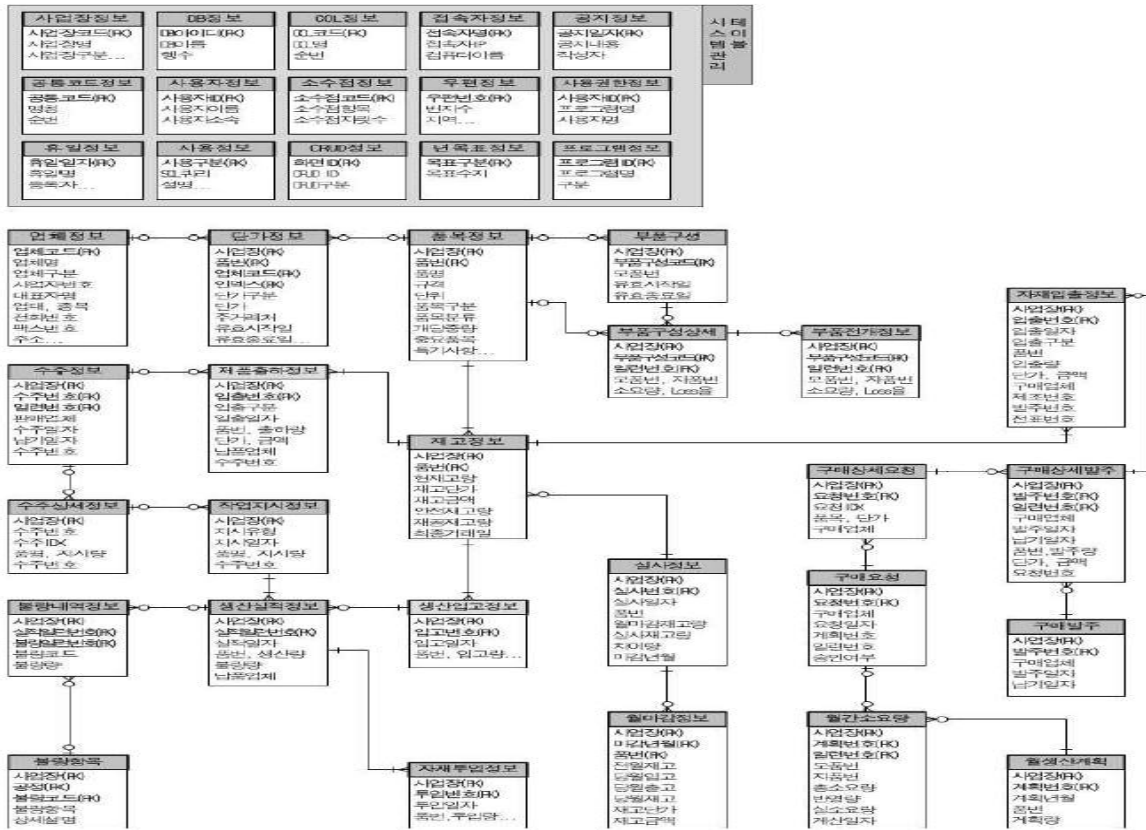 사업장정보
사업장코드(PK)
사업장명
사업장구분...
DB정보
DB아이디(PK)
DB이름
행수
COL정보
COL코드(PK)
COL명
순번
접속자정보
접속자명(PK)
접속자IP
컴퓨터이름
공지정보
공지일자(PK)
공지내용
작성자
시스템관리
테이블
공통코드정보
공통코드(PK)
명칭
순번
사용자정보
사용자ID(PK)
사용자이름
사용자소속
소수점정보
소수점코드(PK)
소수점항목
소수점자릿수
우편정보
우편번호(PK)
번지수
지역...
사용권한정보
사용자ID(PK)
프로그램명
사용자명
휴일정보
휴일일자(PK)
휴일명
등록자...
사용정보
사용구분(PK)
SQL쿼리
설명...
CRUD정보
화면ID(PK)
CRUD ID
CRUD구분
년목표정보
목표구분(PK)
목표수치
프로그램정보
프로그램ID(PK)
프로그램명
구분
업체정보
업체코드(PK)
업체명
업체구분
사업자번호
대표자명
업태, 종목
전화번호
팩스번호
주소...
단가정보
사업장(PK)
품번(PK)
업체코드(PK)
인덱스(PK)
단가구분
단가
주거래처
유효시작일
유효종료일...
품목정보
사업장(PK)
품번(PK)
품명
규격
단위
품목구분
품목분류
개당중량
중요품목
특기사항...
부품구성
사업장(PK)
부품구성코드(PK)
모품번
유효시작일
유효종료일
부품구성상세
사업장(PK)
부품구성코드(PK)
일련번호(PK)
모품번, 자품번
소요량, Loss율
부품전개정보
사업장(PK)
부품구성코드(PK)
일련번호(PK)
모품번, 자품번
소요량, Loss율
자재입출정보
사업장(PK)
입출번호(PK)
입출일자
입출구분
품번
입출량
단가, 금액
구매업체
제조번호
발주번호
전표번호
수주정보
사업장(PK)
수주번호(PK)
일련번호(PK)
판매업체
수주일자
납기일자
수주번호
제품출하정보
사업장(PK)
입출번호(PK)
입출구분
입출일자
품번, 출하량
단가, 금액
납품업체
수주번호
재고정보
사업장(PK)
품번(PK)
현재고량
재고단가
재고금액
안전재고량
재공재고량
최종거래일
구매상세요청
사업장(PK)
요청번호(PK)
요청IDX
품목, 단가
구매업체
구매상세발주
사업장(PK)
발주번호(PK)
일련번호(PK)
구매업체
발주일자
납기일자
품번,발주량
단가, 금액
요청번호
수주상세정보
사업장(PK)
수주번호
수주IDX
품명, 지시량
수주번호
작업지시정보
사업장(PK)
지시유형
지시일자
품명, 지시량
수주번호
실사정보
사업장(PK)
실사번호(PK)
실사일자
품번
월마감재고량
실사재고량
차이량
마감년월
구매요청
사업장(PK)
요청번호(PK)
구매업체
요청일자
계획번호
일련번호
승인여부
구매발주
사업장(PK)
발주번호(PK)
구매업체
발주일자
납기일자
불량내역정보
사업장(PK)
실적일련번호(PK)
불량일련번호(PK)
불량코드
불량량
생산실적정보
사업장(PK)
실적일련번호(PK)
실적일자
품번, 생산량
불량량
납품업체
생산입고정보
사업장(PK)
입고번호(PK)
입고일자
품번, 입고량...
불량항목
사업장(PK)
공정(PK)
불량코드(PK)
불량항목
상세설명
자재투입정보
사업장(PK)
투입번호(PK)
투입일자
품번, 투입량...
월마감정보
사업장(PK)
마감년월(PK)
품번(PK)
전월재고
당월입고
당월출고
당월재고
재고단가
재고금액
월간소요량
사업장(PK)
계획번호(PK)
일련번호(PK)
모품번
자품번
총소요량
반영량
실소요량
계산일자
월생산계획
사업장(PK)
계획번호(PK)
계획년월
품번
계획량